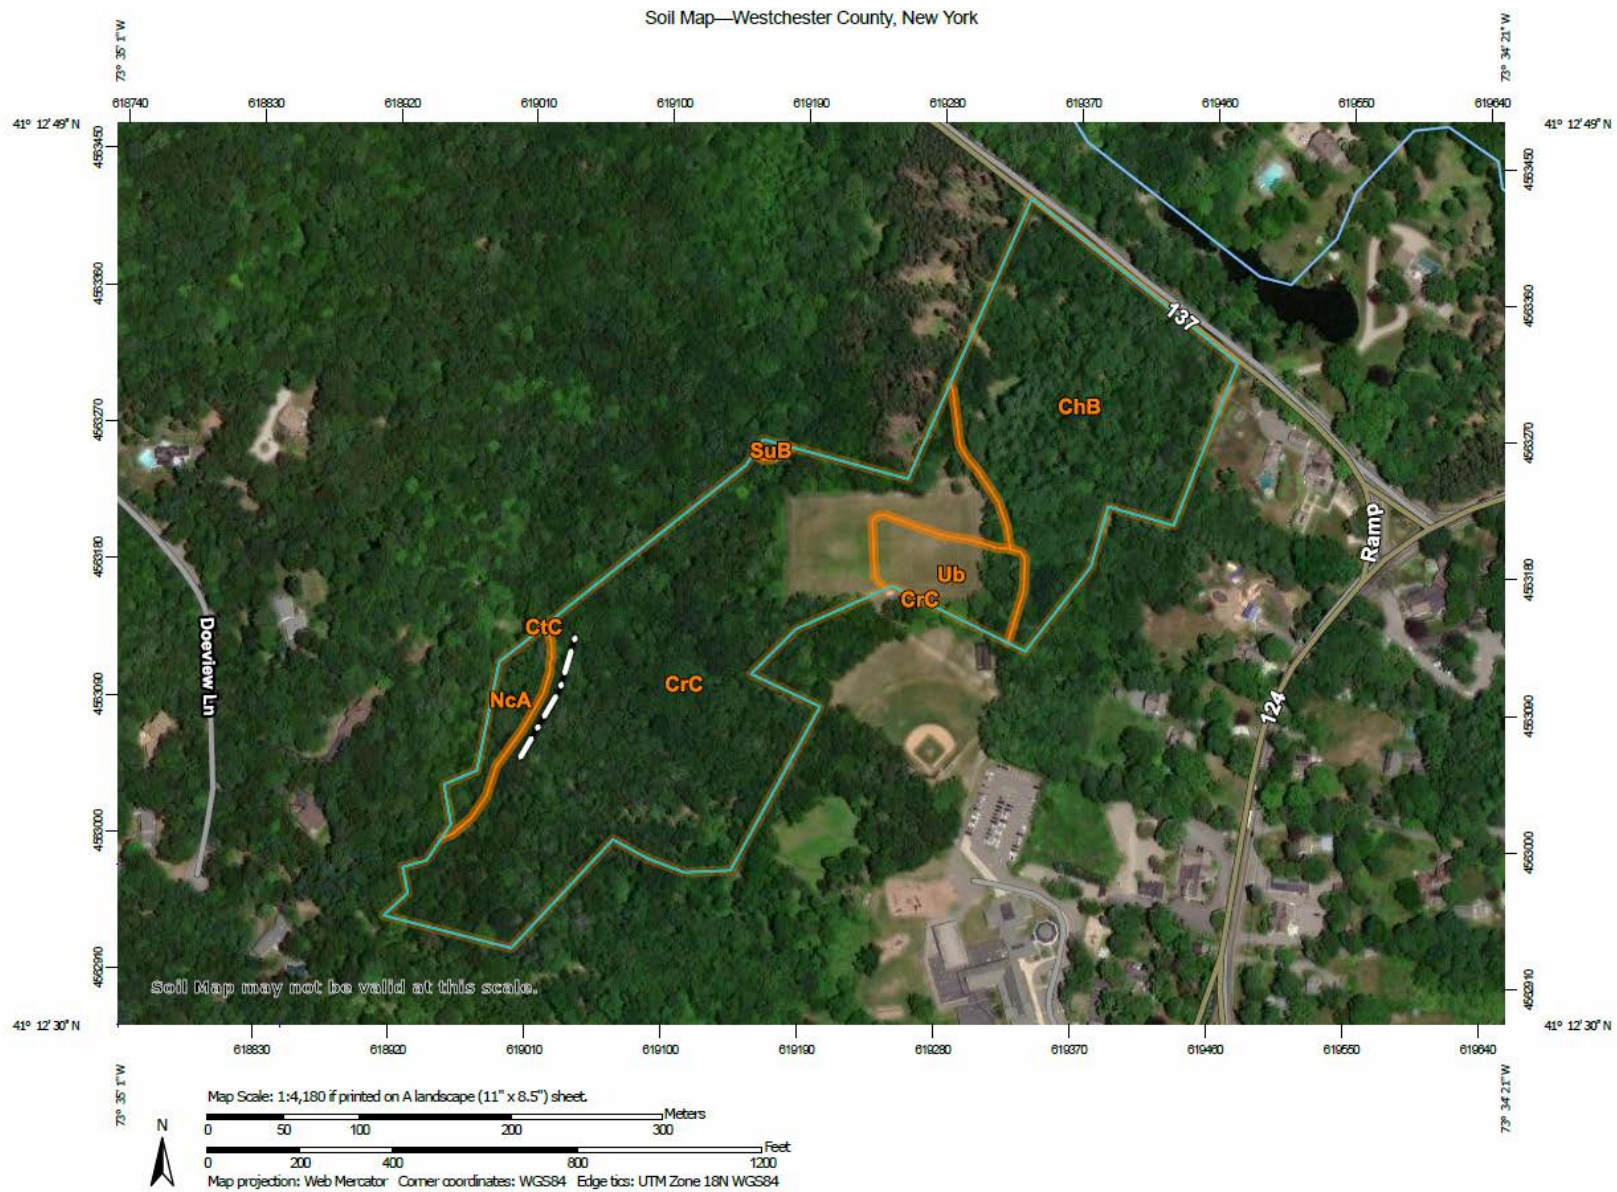 Soil Map—Westchester County, New York
73° 35' 1" W
73° 34' 21" W
618740 618830 618920 619010 619100 619190 619280 619370 619460 619550 619640
41° 12' 49" N
41° 12' 49" N
4563450
4563360
4563270
4563180
4563090
4563000
4562910
4563450
4563360
4563270
4563180
4563090
4563000
4562910
137
ChB
SuB
Ramp
Ub
CrC
CtC
Doeview Ln
CrC
NcA
124
Soil Map may not be valid at this scale.
41° 12' 30" N
41° 12' 30" N
618830 618920 619010 619100 619190 619280 619370 619460 619550 619640
73° 35' 1" W
73° 34' 21" W
Map Scale: 1:4,180 if printed on A landscape (11" x 8.5") sheet.
Meters
0 50 100 200 300
N
Feet
0 200 400 800 1200
Map projection: Web Mercator Corner coordinates: WGS84 Edge tics: UTM Zone 18N WGS84